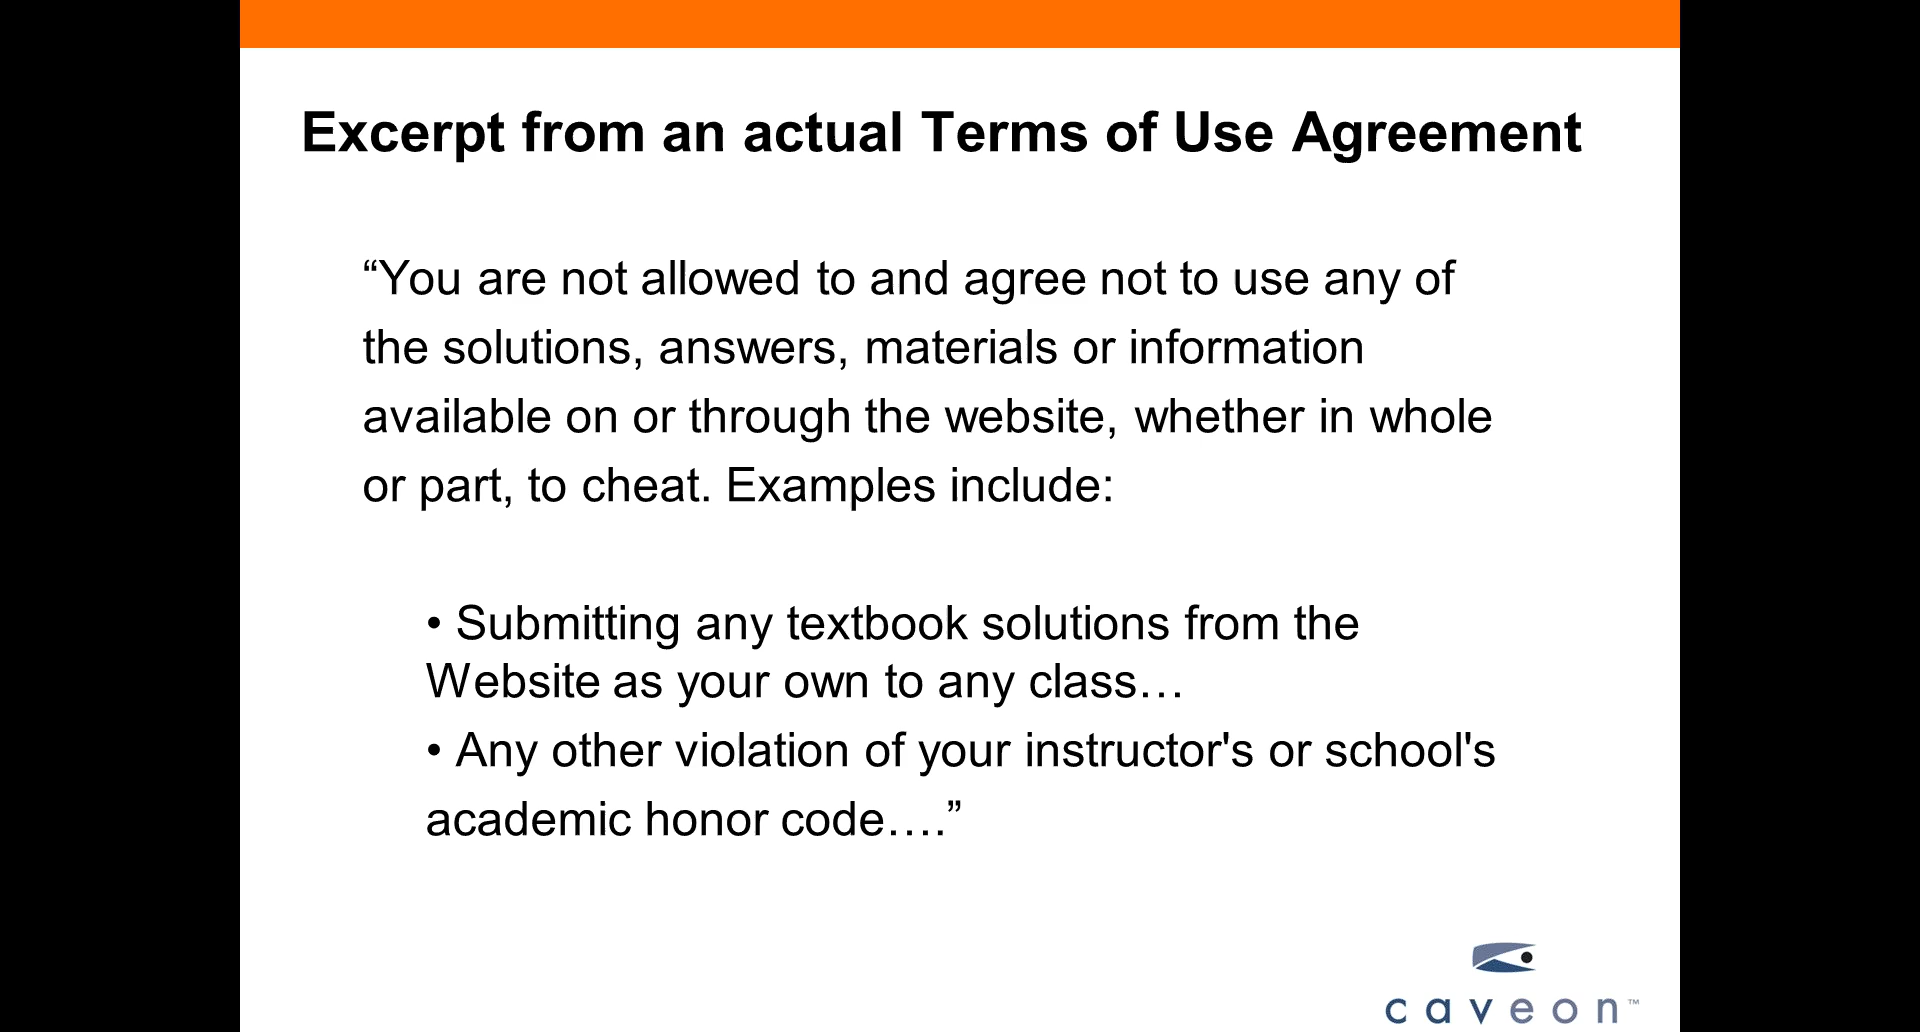 Excerpt from an actual Terms of Use Agreement
“You are not allowed to and agree not to use any of
the solutions, answers, materials or information
available on or through the website, whether in whole
or part, to cheat. Examples include:
• Submitting any textbook solutions from the
Website as your own to any class…
• Any other violation of your instructor's or school's
academic honor code….”
caveon™